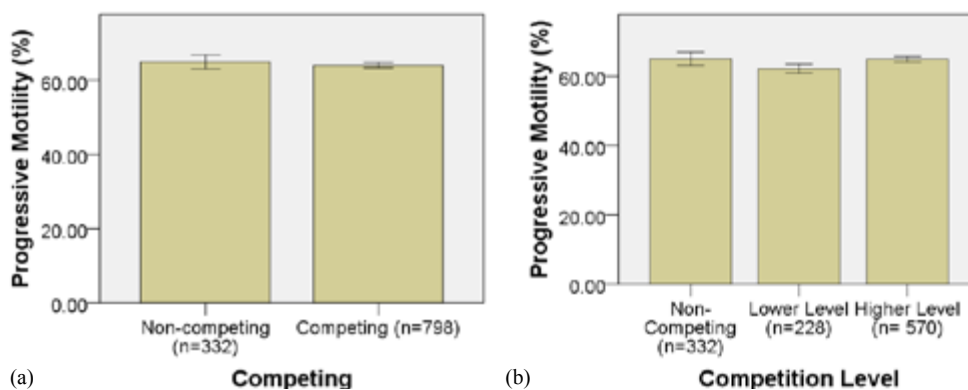 Progressive Motility (%)
60.00
40.00
20.00
0.00
Non-competing
(n=332)
Competing (n=798)
(a)
Competing
Progressive Motility (%)
60.00
40.00
20.00
0.00
Non-
Competing
(n=332)
Lower Level
(n=228)
Higher Level
(n= 570)
(b)
Competition Level